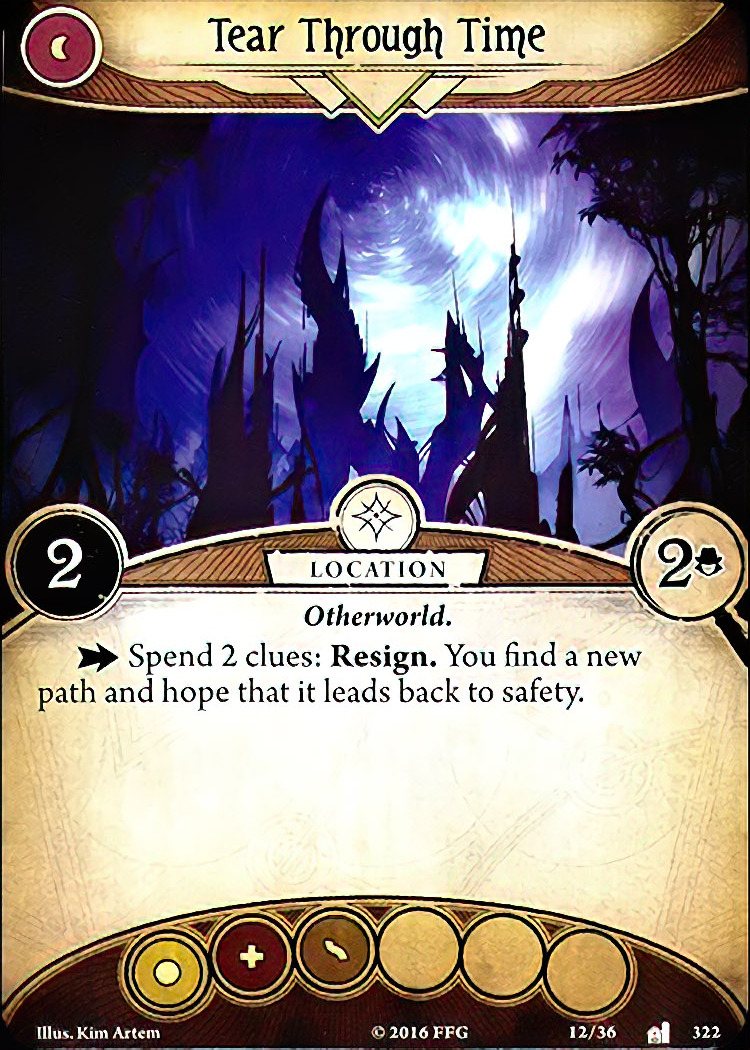 Tear Through Time
2
LOCATION
2
Otherworld.
Spend 2 clues: Resign. You find a new
path and hope that it leads back to safety.
Illus. Kim Artem
© 2016 FFG
12/36
322